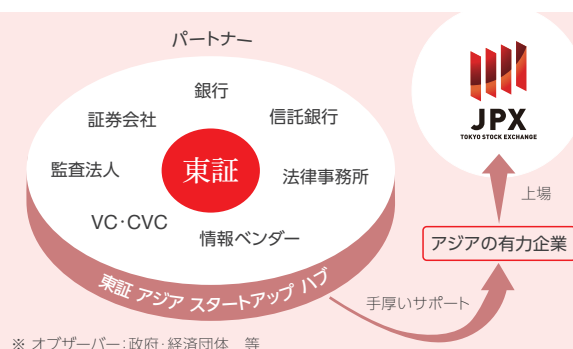 パートナー
銀行
証券会社
信託銀行
監査法人
東証
法律事務所
VC·CVC
情報ベンダー
東証 アジア スタートアップ ハブ
JPX
TOKYO STOCK EXCHANGE
上場
アジアの有力企業
手厚いサポート
※ オブザーバー:政府·経済団体 等